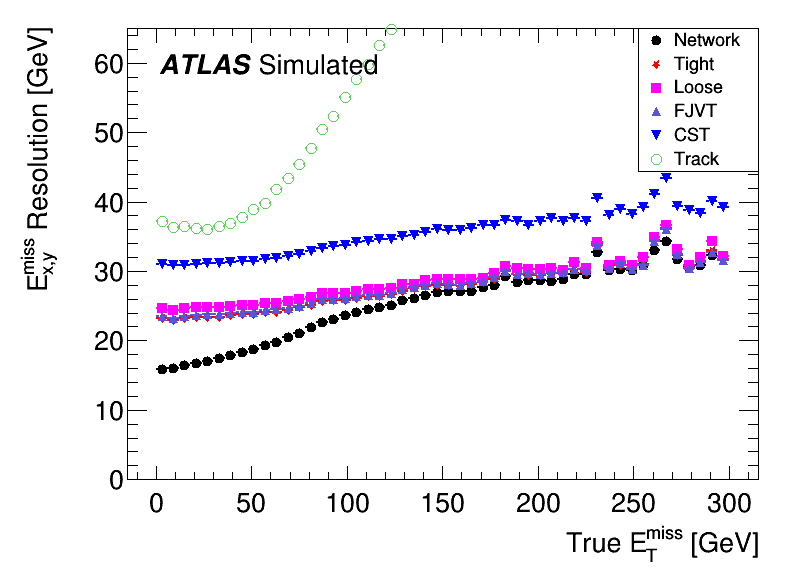 E^miss_x,y Resolution [GeV]
60
50
40
30
20
10
0
ATLAS Simulated
Network
Tight
Loose
FJVT
CST
Track
0 50 100 150 200 250 300
True E^miss_T [GeV]